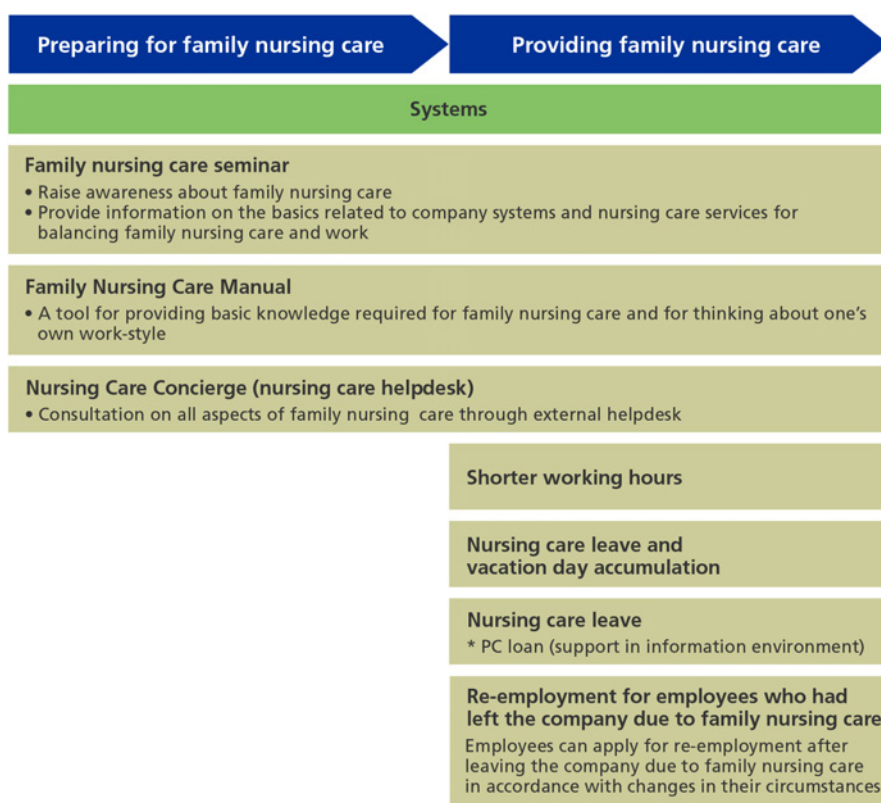 Preparing for family nursing care
Providing family nursing care
Systems
Family nursing care seminar
• Raise awareness about family nursing care
• Provide information on the basics related to company systems and nursing care services for
balancing family nursing care and work
Family Nursing Care Manual
• A tool for providing basic knowledge required for family nursing care and for thinking about one's
own work-style
Nursing Care Concierge (nursing care helpdesk)
• Consultation on all aspects of family nursing care through external helpdesk
Shorter working hours
Nursing care leave and
vacation day accumulation
Nursing care leave
* PC loan (support in information environment)
Re-employment for employees who had
left the company due to family nursing care
Employees can apply for re-employment after
leaving the company due to family nursing care
in accordance with changes in their circumstances